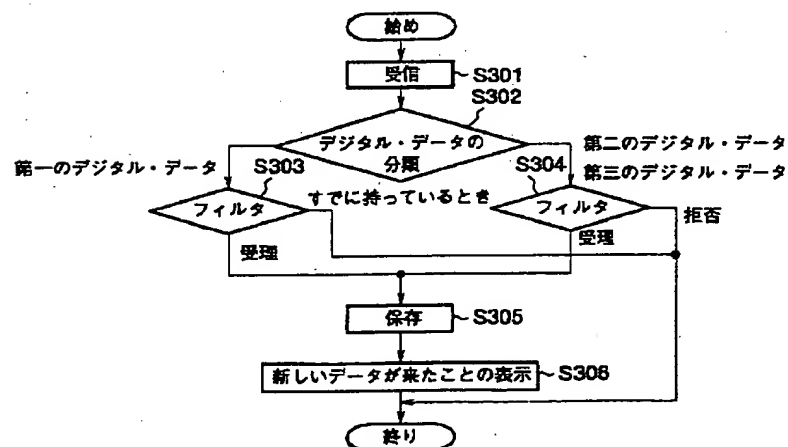 始め
受信
S301
S302
デジタル・データの
分類
第一のデジタル・データ
第二のデジタル・データ
第三のデジタル・データ
S303
S304
フィルタ
すでに持っているとき
フィルタ
拒否
受理
受理
保存
S305
新しいデータが来たことの表示
S306
終り